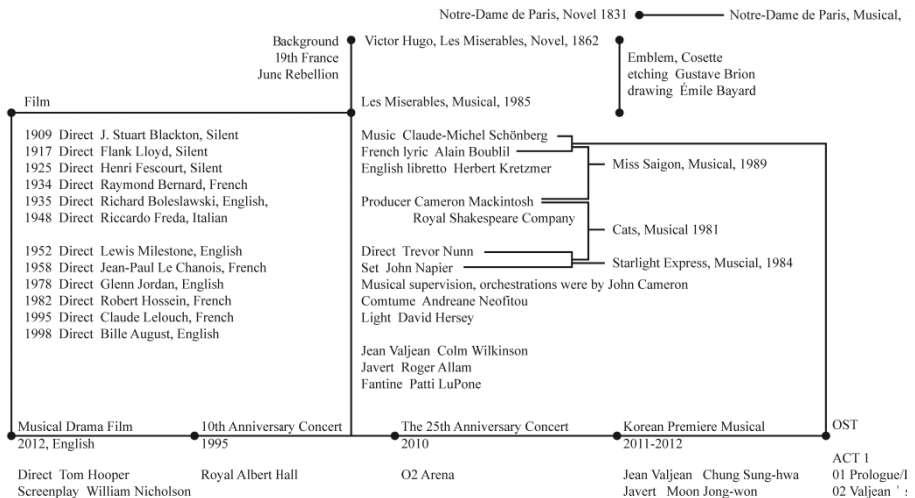 Notre-Dame de Paris, Novel 1831
Notre-Dame de Paris, Musical,
Background
19th France
June Rebellion
Victor Hugo, Les Miserables, Novel, 1862
Emblem, Cosette
etching Gustave Brion
drawing Émile Bayard
Film
Les Miserables, Musical, 1985
1909 Direct J. Stuart Blackton, Silent
1917 Direct Flank Lloyd, Silent
1925 Direct Henri Fescourt, Silent
1934 Direct Raymond Bernard, French
1935 Direct Richard Boleslawski, English,
1948 Direct Riccardo Freda, Italian
1952 Direct Lewis Milestone, English
1958 Direct Jean-Paul Le Chanois, French
1978 Direct Glenn Jordan, English
1982 Direct Robert Hossein, French
1995 Direct Claude Lelouch, French
1998 Direct Bille August, English
Music Claude-Michel Schönberg
French lyric Alain Boublil
English libretto Herbert Kretzmer
Miss Saigon, Musical, 1989
Producer Cameron Mackintosh
Royal Shakespeare Company
Cats, Musical 1981
Direct Trevor Nunn
Set John Napier
Starlight Express, Muscial, 1984
Musical supervision, orchestrations were by John Cameron
Comtume Andreane Neofitou
Light David Hersey
Jean Valjean Colm Wilkinson
Javert Roger Allam
Fantine Patti LuPone
Musical Drama Film
2012, English
Direct Tom Hooper
Screenplay William Nicholson
10th Anniversary Concert
1995
Royal Albert Hall
The 25th Anniversary Concert
2010
O2 Arena
Korean Premiere Musical
2011-2012
Jean Valjean Chung Sung-hwa
Javert Moon Jong-won
OST
ACT 1
01 Prologue/
02 Valjean '